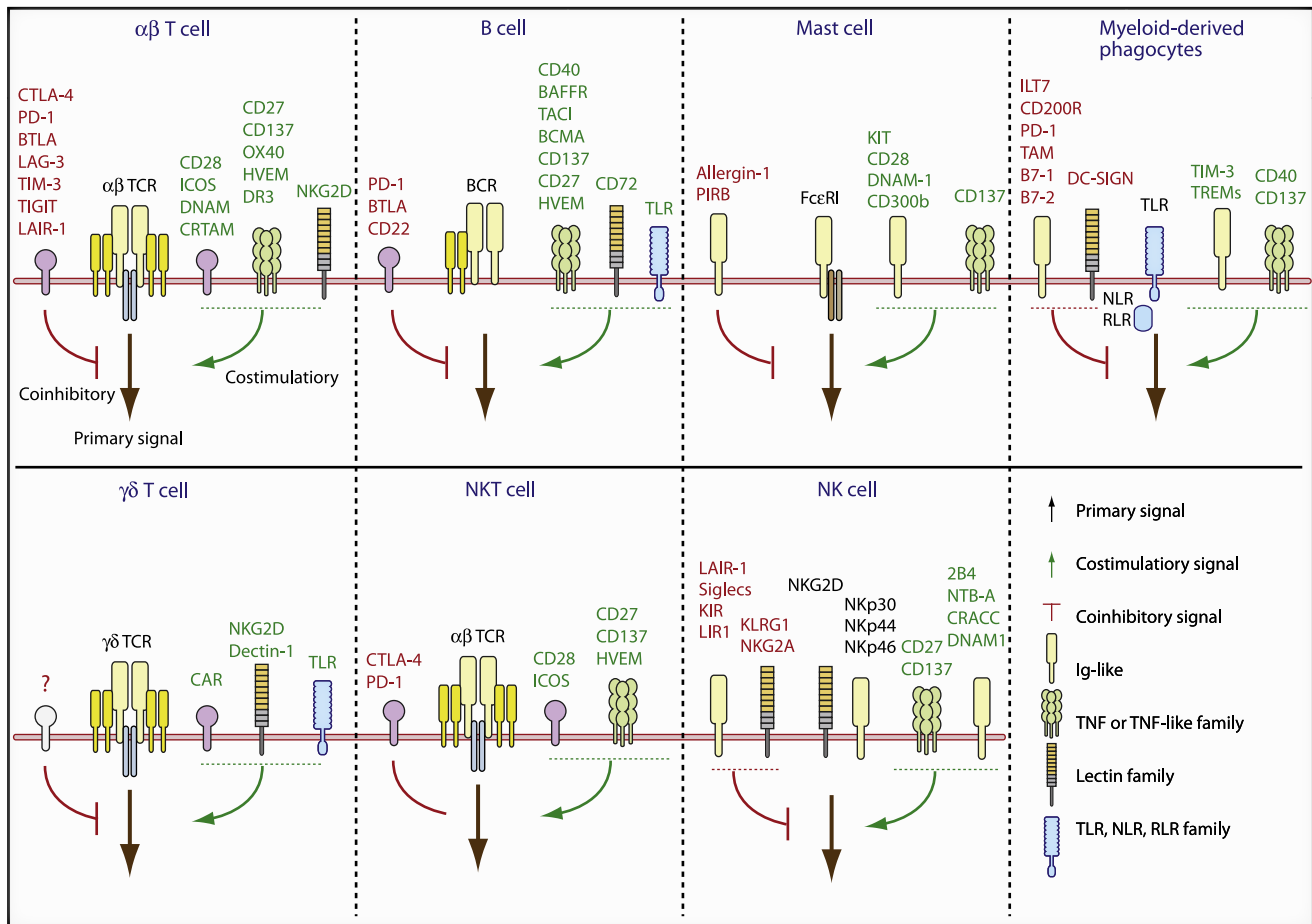 αβ T cell
CTLA-4
PD-1
BTLA
LAG-3
TIM-3
TIGIT
LAIR-1
αβ TCR
CD28
ICOS
DNAM
CRTAM
CD27
CD137
OX40
HVEM
DR3
NKG2D
Coinhibitory
Costimulatiory
Primary signal
B cell
PD-1
BTLA
CD22
BCR
CD40
BAFFR
TACI
BCMA
CD137
CD27
HVEM
CD72
TLR
Mast cell
Allergin-1
PIRB
FcεRI
KIT
CD28
DNAM-1
CD300b
CD137
Myeloid-derived
phagocytes
ILT7
CD200R
PD-1
TAM
B7-1
B7-2
DC-SIGN
TLR
NLR
RLR
TIM-3
TREMs
CD40
CD137
γδ T cell
?
γδ TCR
CAR
NKG2D
Dectin-1
TLR
NKT cell
CTLA-4
PD-1
αβ TCR
CD28
ICOS
CD27
CD137
HVEM
NK cell
LAIR-1
Siglecs
KIR
LIR1
KLRG1
NKG2A
NKG2D
NKp30
NKp44
NKp46
CD27
CD137
2B4
NTB-A
CRACC
DNAM1
Primary signal
Costimulatiory signal
Coinhibitory signal
Ig-like
TNF or TNF-like family
Lectin family
TLR, NLR, RLR family